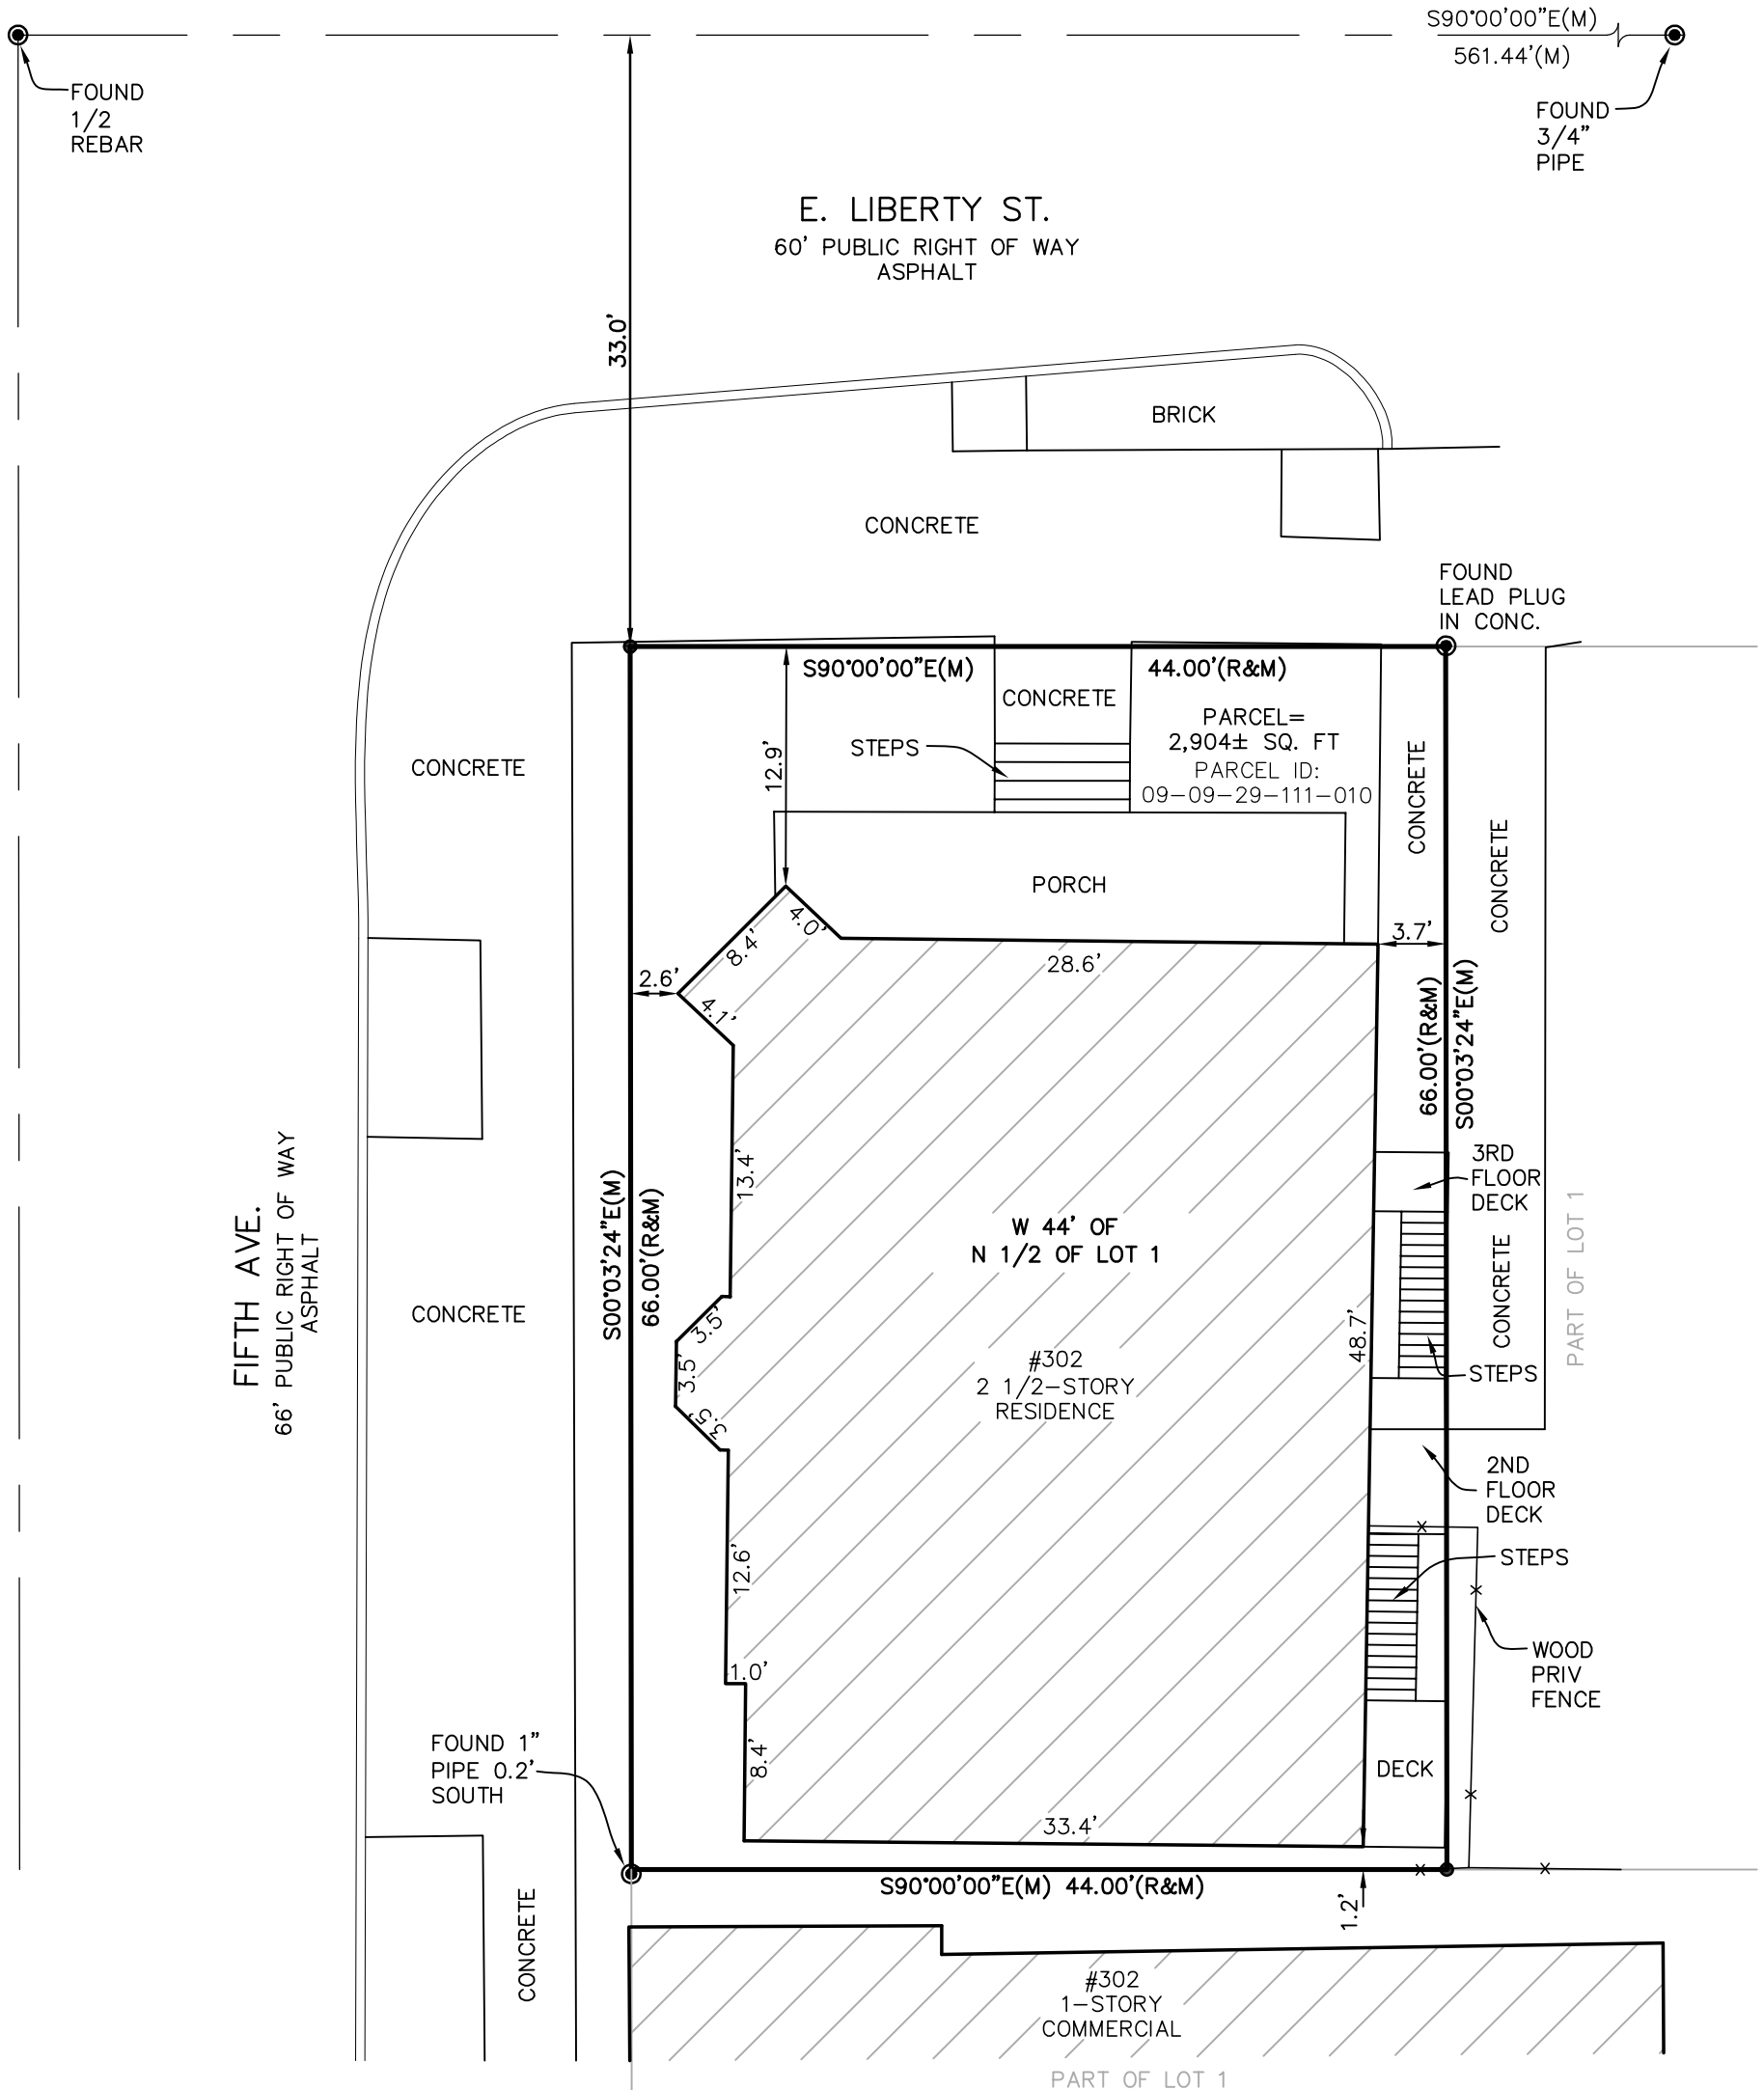 S90°00'00"E(M)
561.44'(M)
FOUND
1/2
REBAR
FOUND
3/4"
PIPE
E. LIBERTY ST.
60' PUBLIC RIGHT OF WAY
ASPHALT
33.0'
BRICK
CONCRETE
FOUND
LEAD PLUG
IN CONC.
S90°00'00"E(M)
44.00'(R&M)
CONCRETE
PARCEL=
2,904± SQ. FT
PARCEL ID:
09-09-29-111-010
STEPS
12.9'
CONCRETE
CONCRETE
CONCRETE
PORCH
4.0'
8.4'
28.6'
3.7'
2.6'
4.1'
66.00'(R&M)
S00°03'24"E(M)
13.4'
3RD
FLOOR
DECK
FIFTH AVE.
66' PUBLIC RIGHT OF WAY
ASPHALT
S00°03'24"E(M)
66.00'(R&M)
W 44' OF
N 1/2 OF LOT 1
CONCRETE
PART OF LOT 1
CONCRETE
3.5'
3.5'
3.5'
48.7'
#302
2 1/2-STORY
RESIDENCE
STEPS
2ND
FLOOR
DECK
12.6'
STEPS
1.0'
WOOD
PRIV
FENCE
FOUND 1"
PIPE 0.2'
SOUTH
8.4'
DECK
33.4'
S90°00'00"E(M) 44.00'(R&M)
1.2'
CONCRETE
#302
1-STORY
COMMERCIAL
PART OF LOT 1